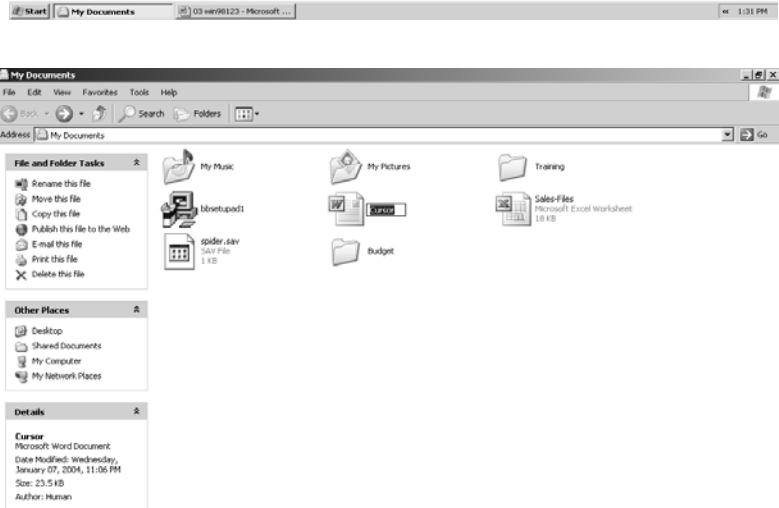 Start My Documents 03 win98123 - Microsoft ... 1:31 PM
My Documents
File Edit View Favorites Tools Help
Back Search Folders
Address My Documents Go
File and Folder Tasks
Rename this file
Move this file
Copy this file
Publish this file to the Web
E-mail this file
Print this file
Delete this file
Other Places
Desktop
Shared Documents
My Computer
My Network Places
Details
Cursor
Microsoft Word Document
Date Modified: Wednesday,
January 07, 2004, 11:06 PM
Size: 23.5 KB
Author: Human
My Music My Pictures Training
bbsetupad1 Cursor Sales-Files
Microsoft Excel Worksheet
18 KB
spider.sav Budget
SAV File
1 KB